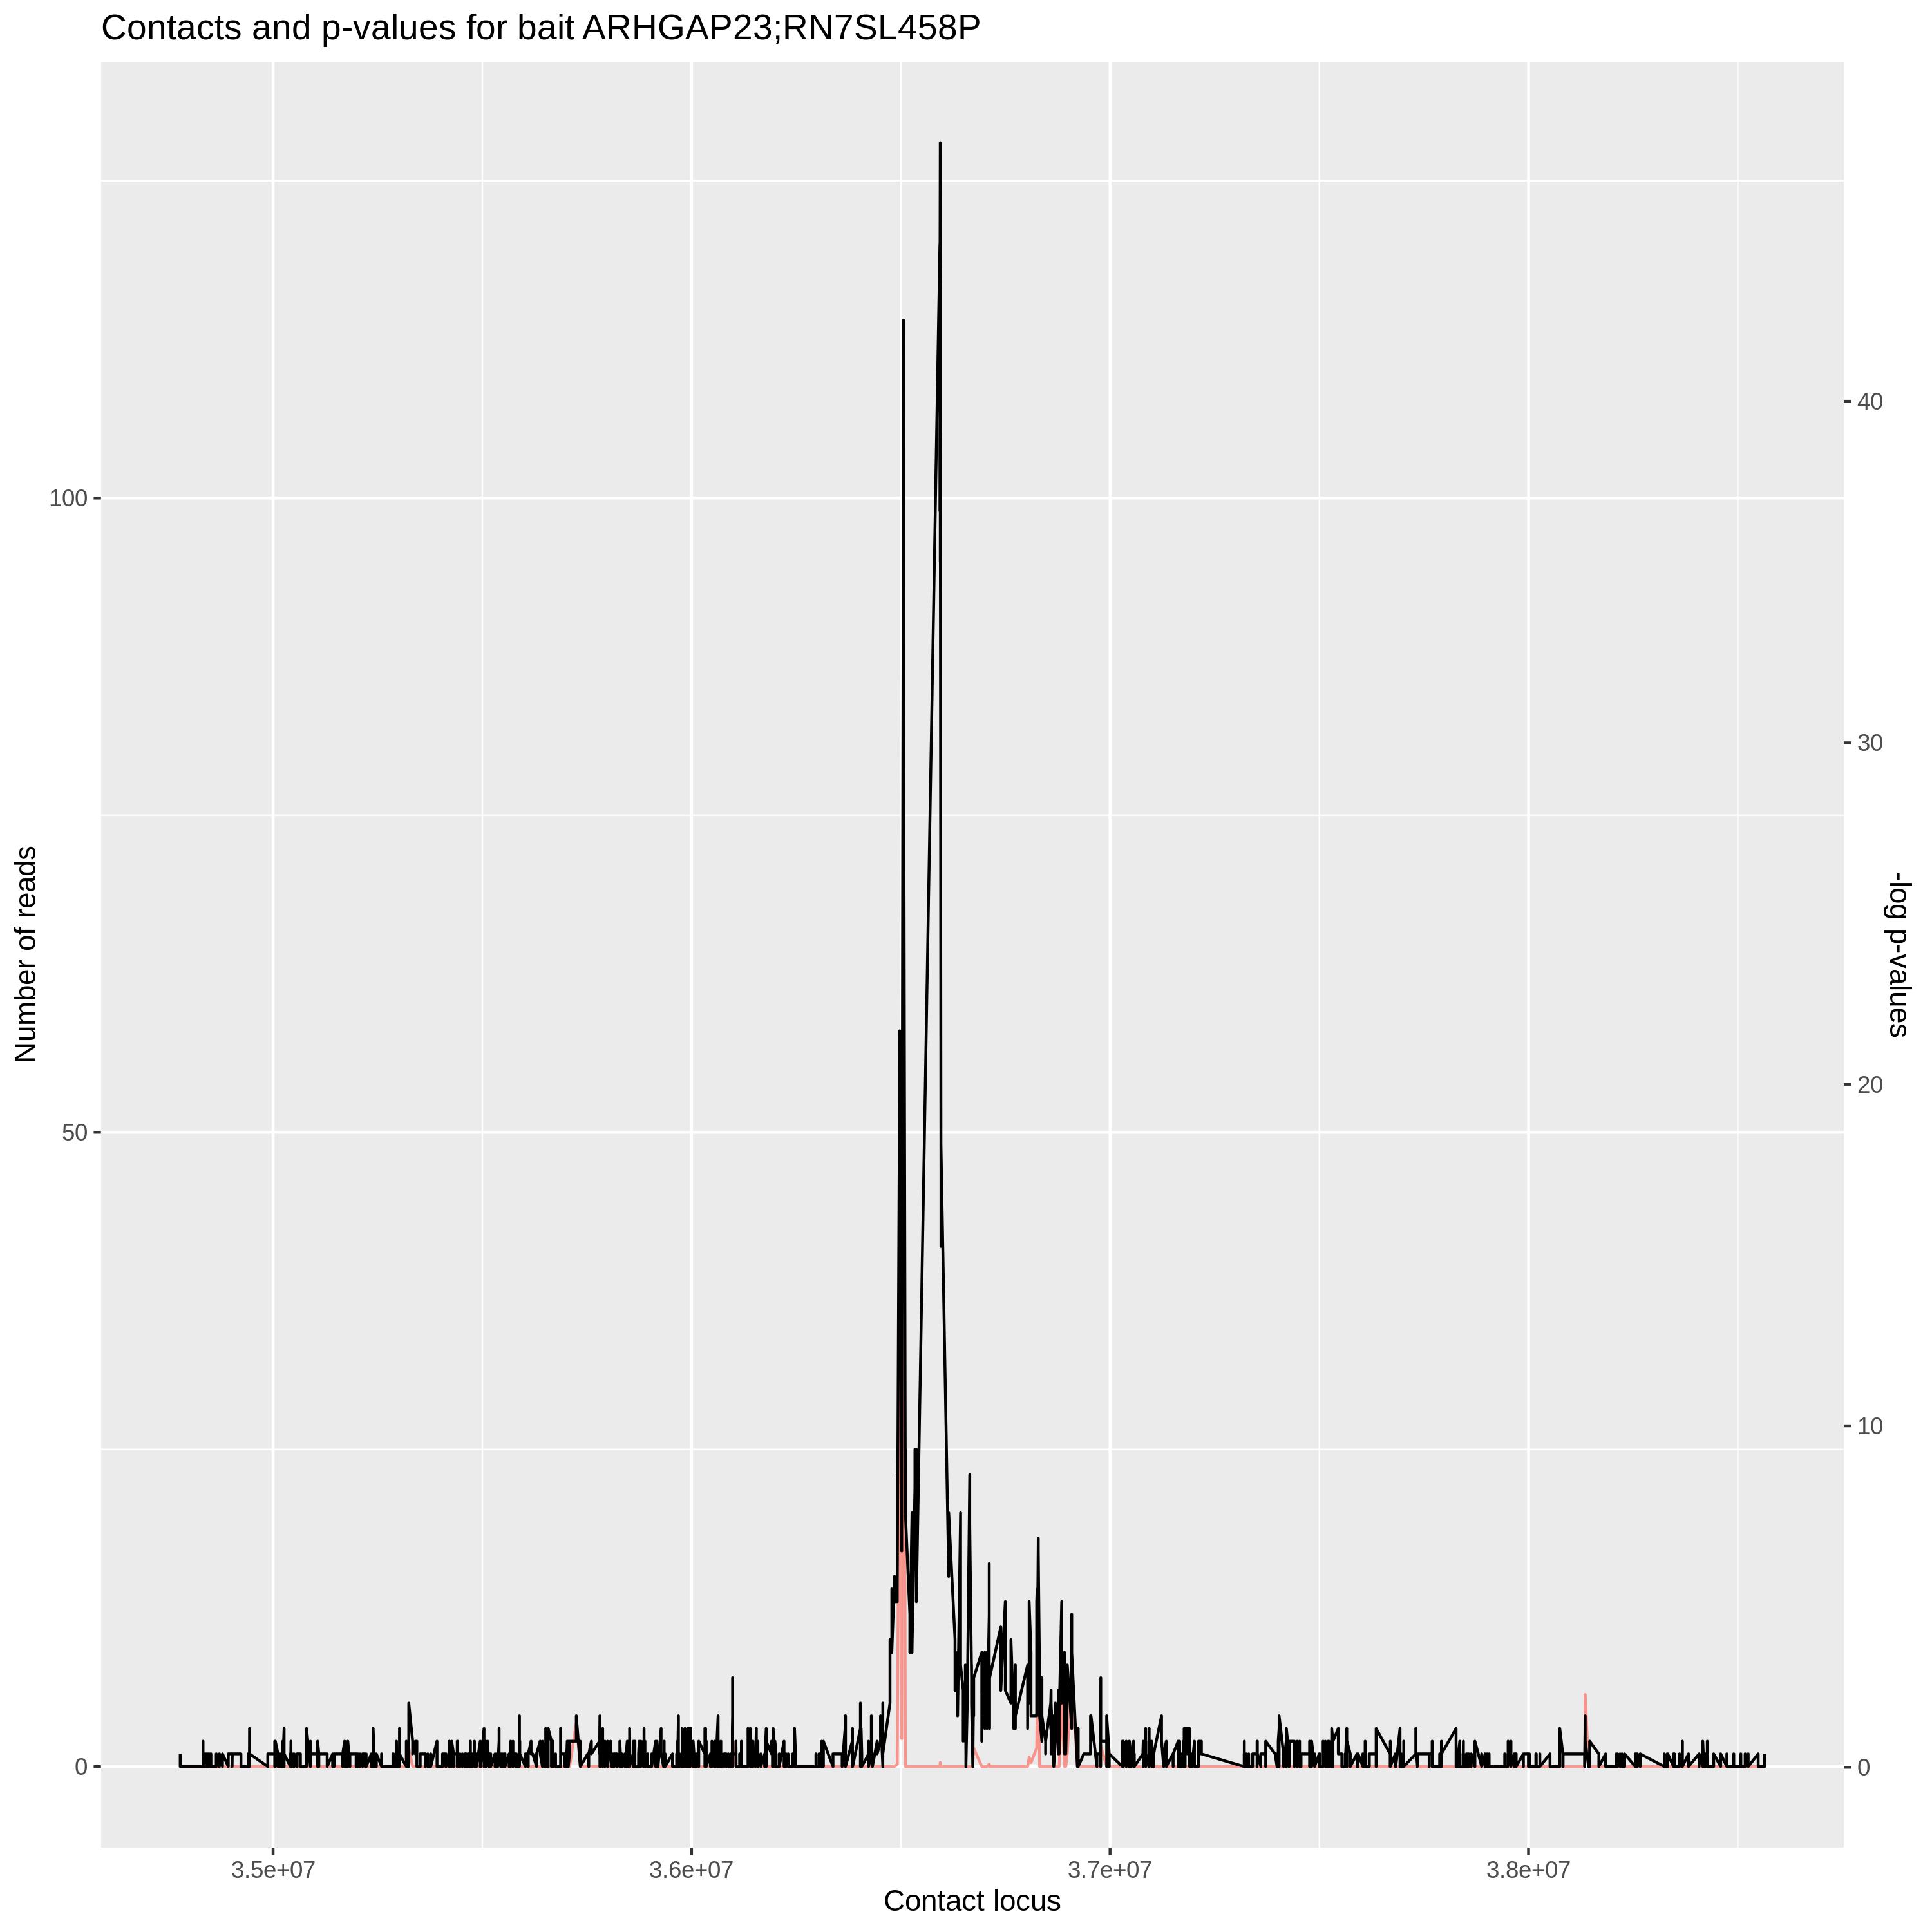 Contacts and p-values for bait ARHGAP23;RN7SL458P
Number of reads
100
50
0
40
30
20
10
0
-log p-values
3.5e+07
3.6e+07
3.7e+07
3.8e+07
Contact locus